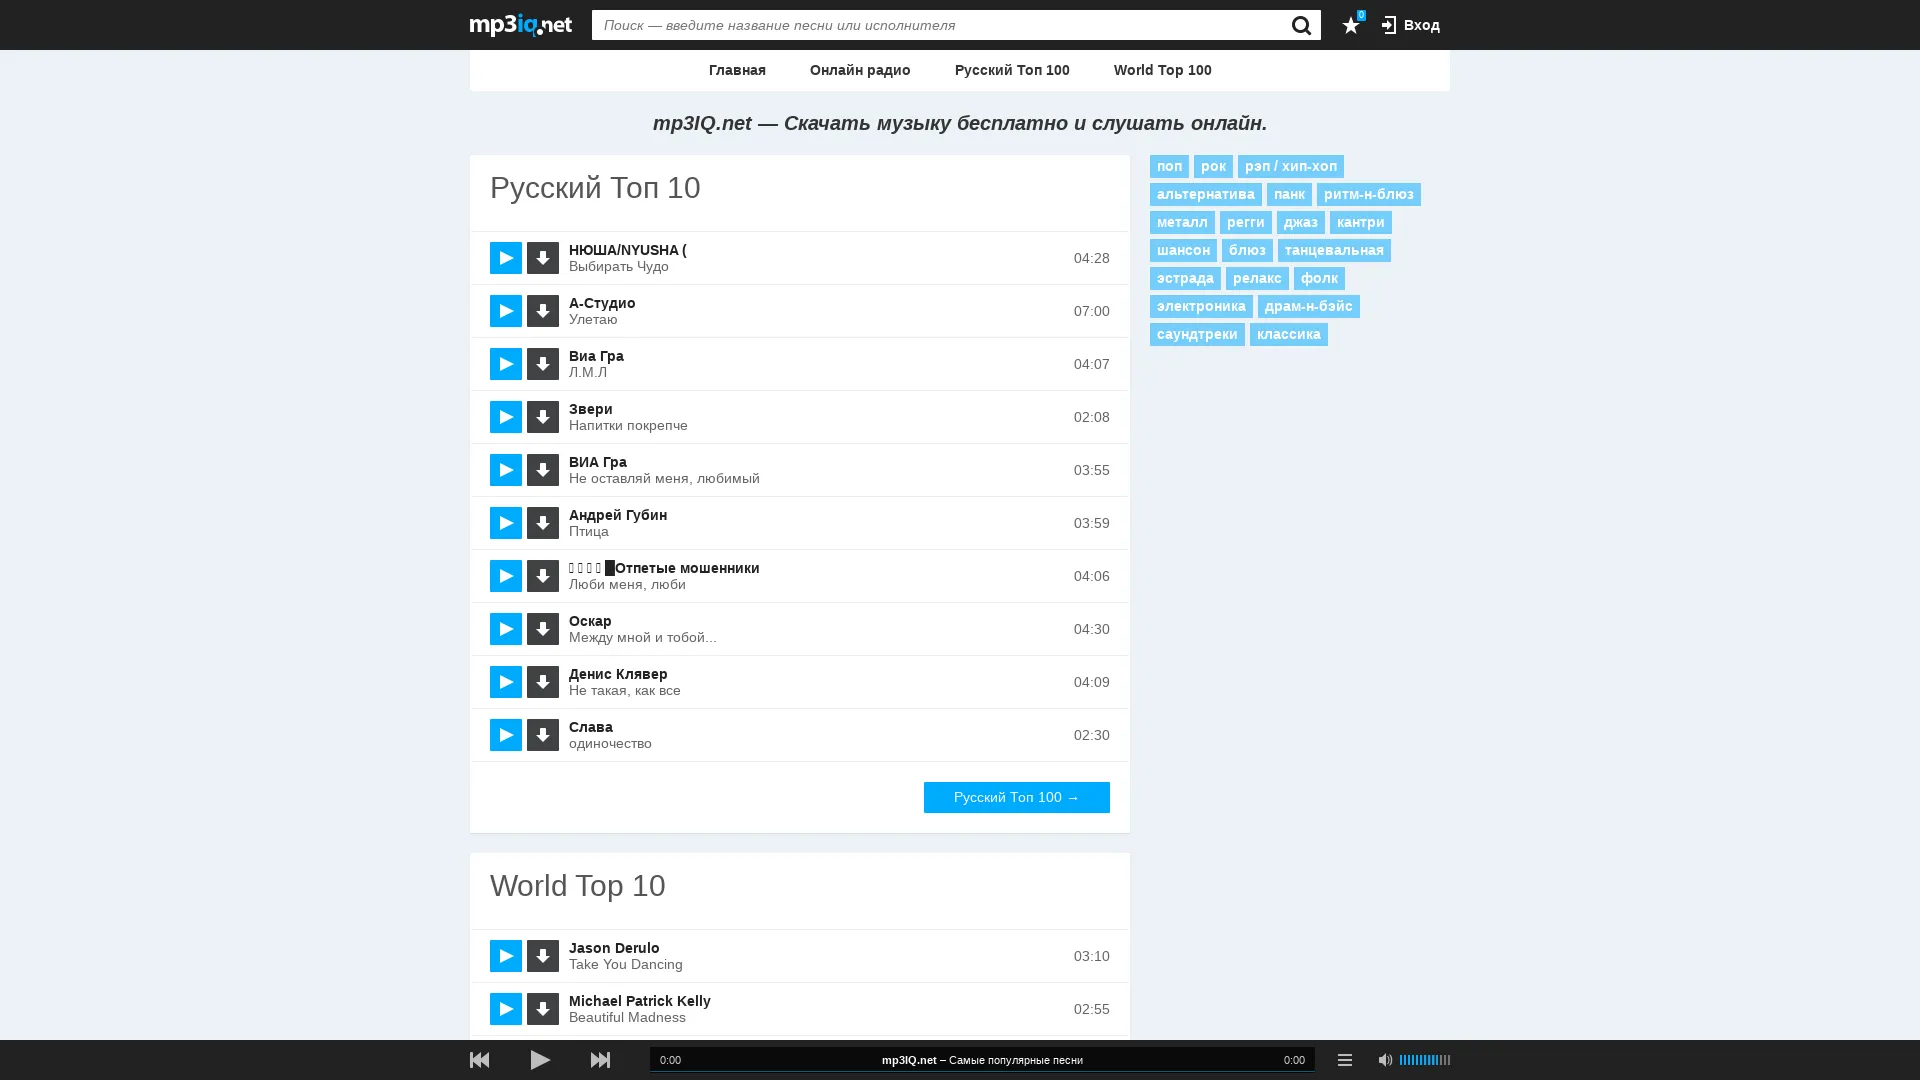 mp3iq.net
Поиск — введите название песни или исполнителя
0
Вход
Главная
Онлайн радио
Русский Топ 100
World Top 100
mp3IQ.net — Скачать музыку бесплатно и слушать онлайн.
Русский Топ 10
НЮША/NYUSHA (
Выбирать Чудо
04:28
А-Студио
Улетаю
07:00
Виа Гра
Л.М.Л
04:07
Звери
Напитки покрепче
02:08
ВИА Гра
Не оставляй меня, любимый
03:55
Андрей Губин
Птица
03:59
Отпетые мошенники
Люби меня, люби
04:06
Оскар
Между мной и тобой...
04:30
Денис Клявер
Не такая, как все
04:09
Слава
одиночество
02:30
Русский Топ 100 →
поп рок рэп / хип-хоп
альтернатива панк ритм-н-блюз
металл регги джаз кантри
шансон блюз танцевальная
эстрада релакс фолк
электроника драм-н-бэйс
саундтреки классика
World Top 10
Jason Derulo
Take You Dancing
03:10
Michael Patrick Kelly
Beautiful Madness
02:55
0:00
mp3IQ.net – Самые популярные песни
0:00